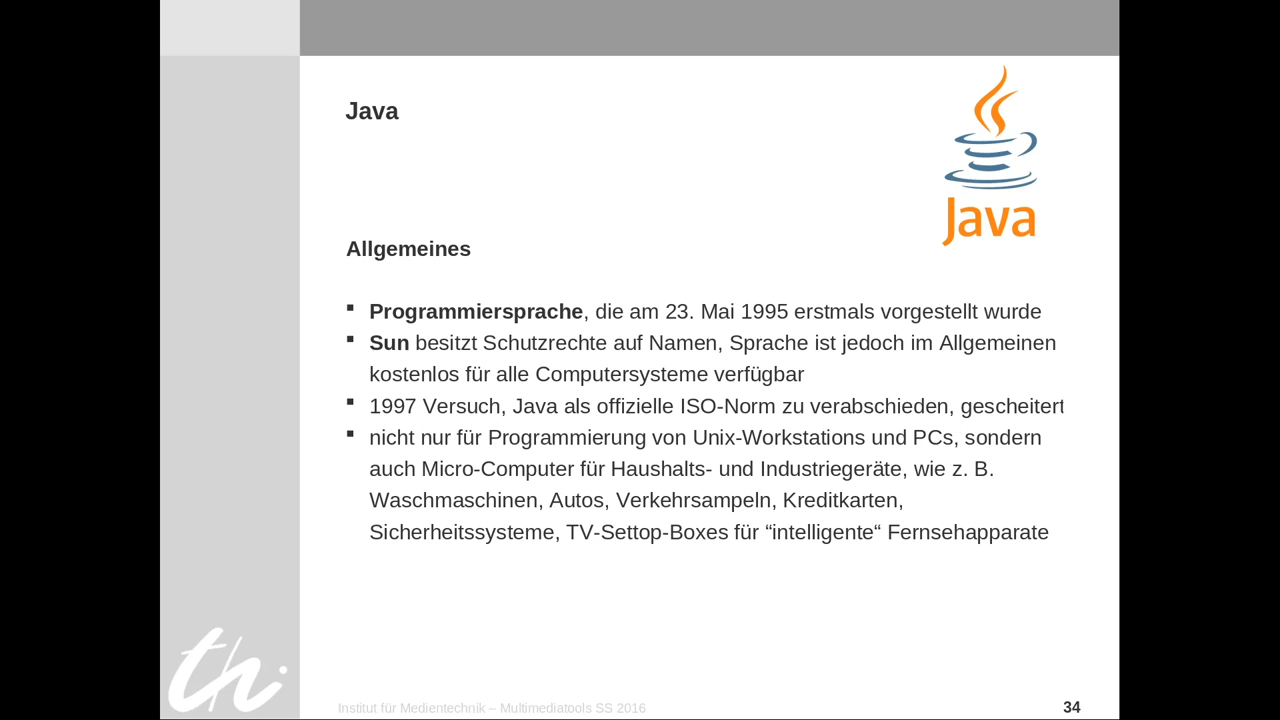 Java
Java
Allgemeines
▪ Programmiersprache, die am 23. Mai 1995 erstmals vorgestellt wurde
▪ Sun besitzt Schutzrechte auf Namen, Sprache ist jedoch im Allgemeinen
kostenlos für alle Computersysteme verfügbar
▪ 1997 Versuch, Java als offizielle ISO-Norm zu verabschieden, gescheitert
▪ nicht nur für Programmierung von Unix-Workstations und PCs, sondern
auch Micro-Computer für Haushalts- und Industriegeräte, wie z. B.
Waschmaschinen, Autos, Verkehrsampeln, Kreditkarten,
Sicherheitssysteme, TV-Settop-Boxes für “intelligente“ Fernsehapparate
th
Institut für Medientechnik – Multimediatools SS 2016
34